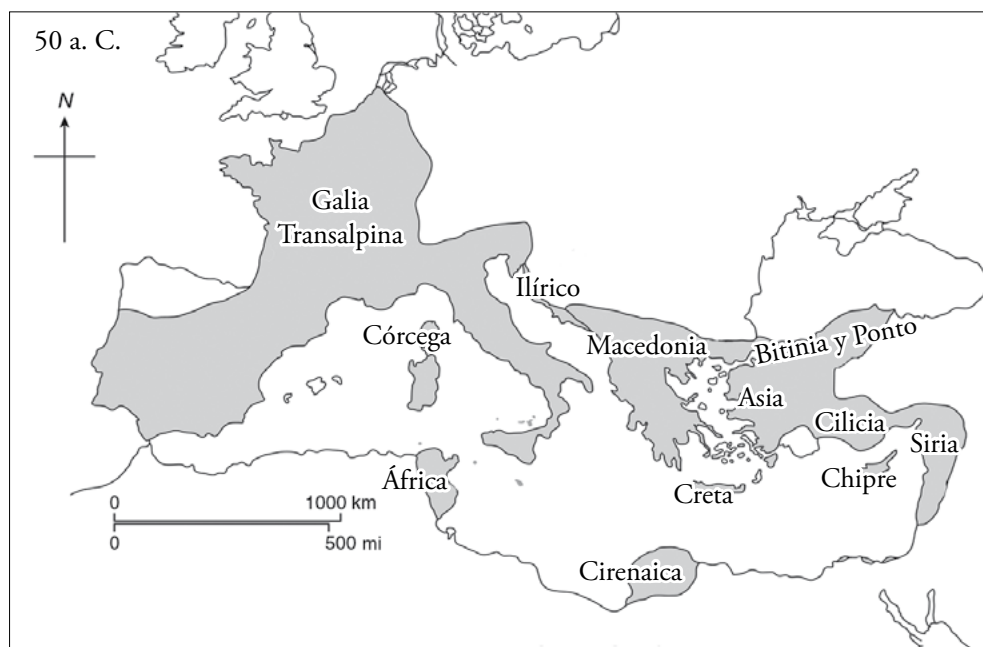 50 a. C.
N
Galia
Transalpina
Ilírico
Córcega
Macedonia
Bitinia y Ponto
Asia
Cilicia
Siria
África
Creta
Chipre
0 1000 km
0 500 mi
Cirenaica